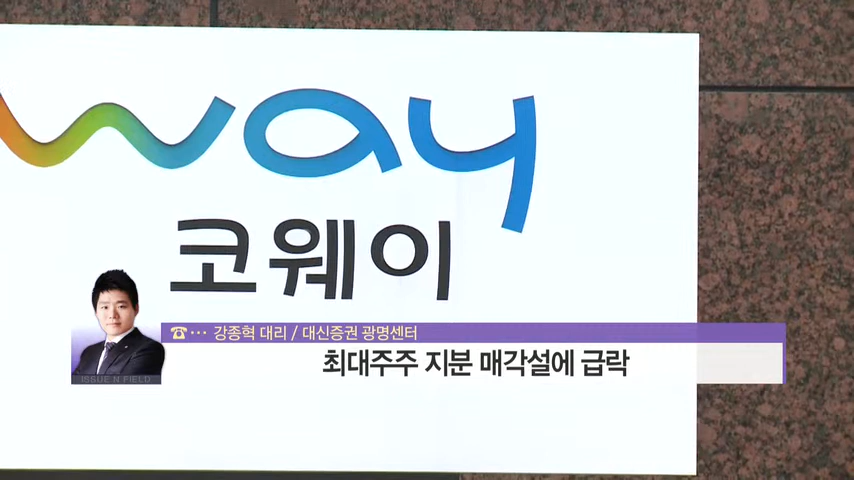 way
코웨이
☎… 강종혁 대리 / 대신증권 광명센터
최대주주 지분 매각설에 급락
ISSUE N FIELD